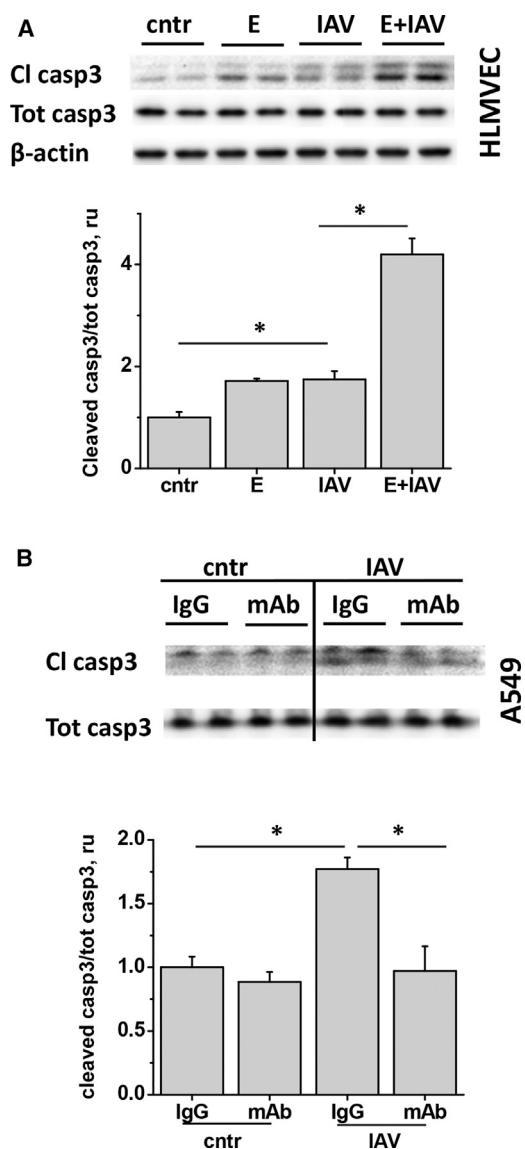 A
cntr E IAV E+IAV
Cl casp3
Tot casp3
β-actin
HLMVEC
Cleaved casp3/tot casp3, ru
4
2
0
*
*
cntr E IAV E+IAV
B
cntr IAV
IgG mAb IgG mAb
Cl casp3
Tot casp3
A549
cleaved casp3/tot casp3, ru
2.0
1.5
1.0
0.5
0.0
* *
IgG mAb IgG mAb
cntr IAV